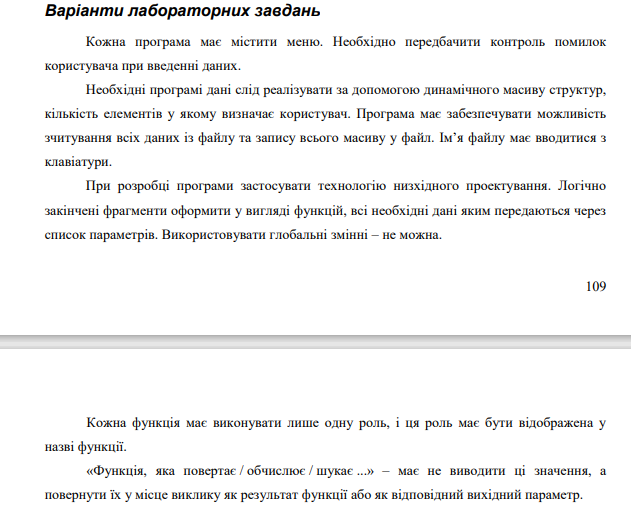 Варіанти лабораторних завдань
Кожна програма має містити меню. Необхідно передбачити контроль помилок
користувача при введенні даних.
Необхідні програмі дані слід реалізувати за допомогою динамічного масиву структур,
кількість елементів у якому визначає користувач. Програма має забезпечувати можливість
зчитування всіх даних із файлу та запису всього масиву у файл. Ім’я файлу має вводитися з
клавіатури.
При розробці програми застосувати технологію низхідного проектування. Логічно
закінчені фрагменти оформити у вигляді функцій, всі необхідні дані яким передаються через
список параметрів. Використовувати глобальні змінні – не можна.
109
Кожна функція має виконувати лише одну роль, і ця роль має бути відображена у
назві функції.
«Функція, яка повертає / обчислює / шукає ...» – має не виводити ці значення, а
повернути їх у місце виклику як результат функції або як відповідний вихідний параметр.